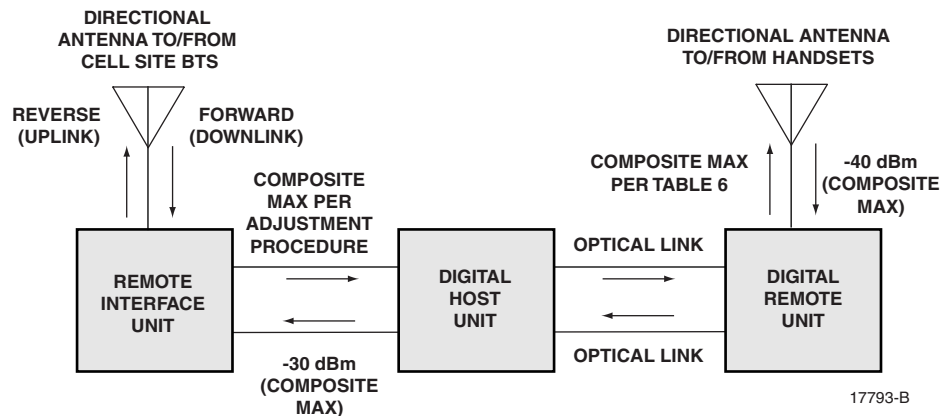 DIRECTIONAL
ANTENNA TO/FROM
CELL SITE BTS
REVERSE
(UPLINK)
FORWARD
(DOWNLINK)
DIRECTIONAL ANTENNA
TO/FROM HANDSETS
COMPOSITE MAX
PER TABLE 6
-40 dBm
(COMPOSITE
MAX)
COMPOSITE
MAX PER
ADJUSTMENT
PROCEDURE
OPTICAL LINK
REMOTE
INTERFACE
UNIT
DIGITAL
HOST
UNIT
DIGITAL
REMOTE
UNIT
-30 dBm
(COMPOSITE
MAX)
OPTICAL LINK
17793-B